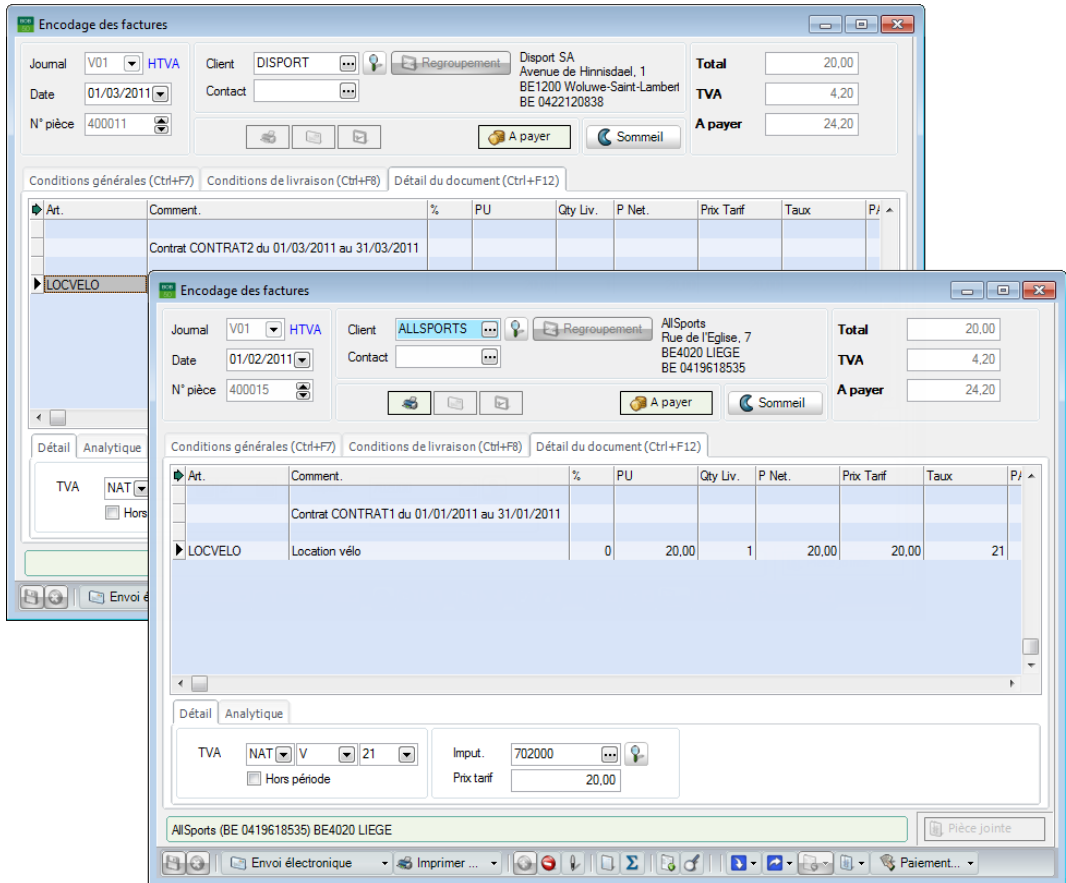 Encodage des factures
Journal V01 HTVA Client DISPORT Regroupement Disport SA Total 20,00
Avenue de Hinnisdael, 1
Date 01/03/2011 Contact BE1200 Woluwe-Saint-Lambert TVA 4,20
BE 0422120838
N° pièce 400011 A payer Sommeil A payer 24,20
Conditions générales (Ctrl+F7) Conditions de livraison (Ctrl+F8) Détail du document (Ctrl+F12)
Art. Comment. % PU Qty Liv. P Net. Prix Tarif Taux
Contrat CONTRAT2 du 01/03/2011 au 31/03/2011
LOCVELO
Détail Analytique
TVA NAT
Hors
Envoi é
Encodage des factures
Journal V01 HTVA Client ALLSPORTS Regroupement AllSports Total 20,00
Rue de l'Eglise, 7
Date 01/02/2011 Contact BE4020 LIEGE TVA 4,20
BE 0419618535
N° pièce 400015 A payer Sommeil A payer 24,20
Conditions générales (Ctrl+F7) Conditions de livraison (Ctrl+F8) Détail du document (Ctrl+F12)
Art. Comment. % PU Qty Liv. P Net. Prix Tarif Taux
Contrat CONTRAT1 du 01/01/2011 au 31/01/2011
LOCVELO Location vélo 0 20,00 1 20,00 20,00 21
Détail Analytique
TVA NAT V 21 Imput. 702000
Hors période Prix tarif 20,00
AllSports (BE 0419618535) BE4020 LIEGE Pièce jointe
Envoi électronique Imprimer ... Σ Paiement...